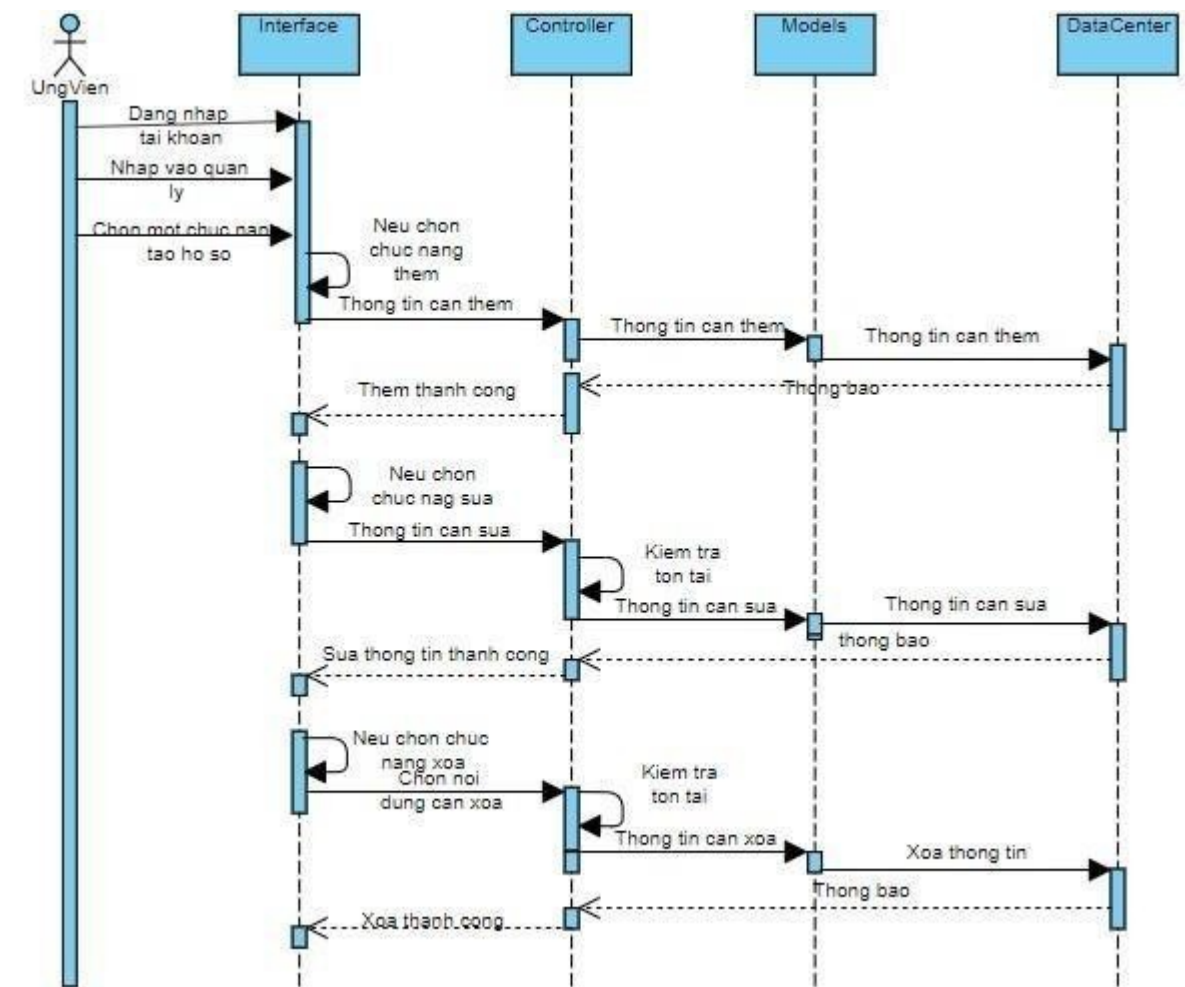 Interface
Controller
Models
DataCenter
UngVien
Dang nhap
tai khoan
Nhap vao quan
ly
Chon mot chuc nan
tao ho so
Neu chon
chuc nang
them
Thong tin can them
Thong tin can them
Thong tin can them
Thong bao
Them thanh cong
Neu chon
chuc nag sua
Thong tin can sua
Kiem tra
ton tai
Thong tin can sua
Thong tin can sua
thong bao
Sua thong tin thanh cong
Neu chon chuc
nang xoa
Chon noi
dung can xoa
Kiem tra
ton tai
Thong tin can xoa
Xoa thong tin
Thong bao
Xoa thanh cong